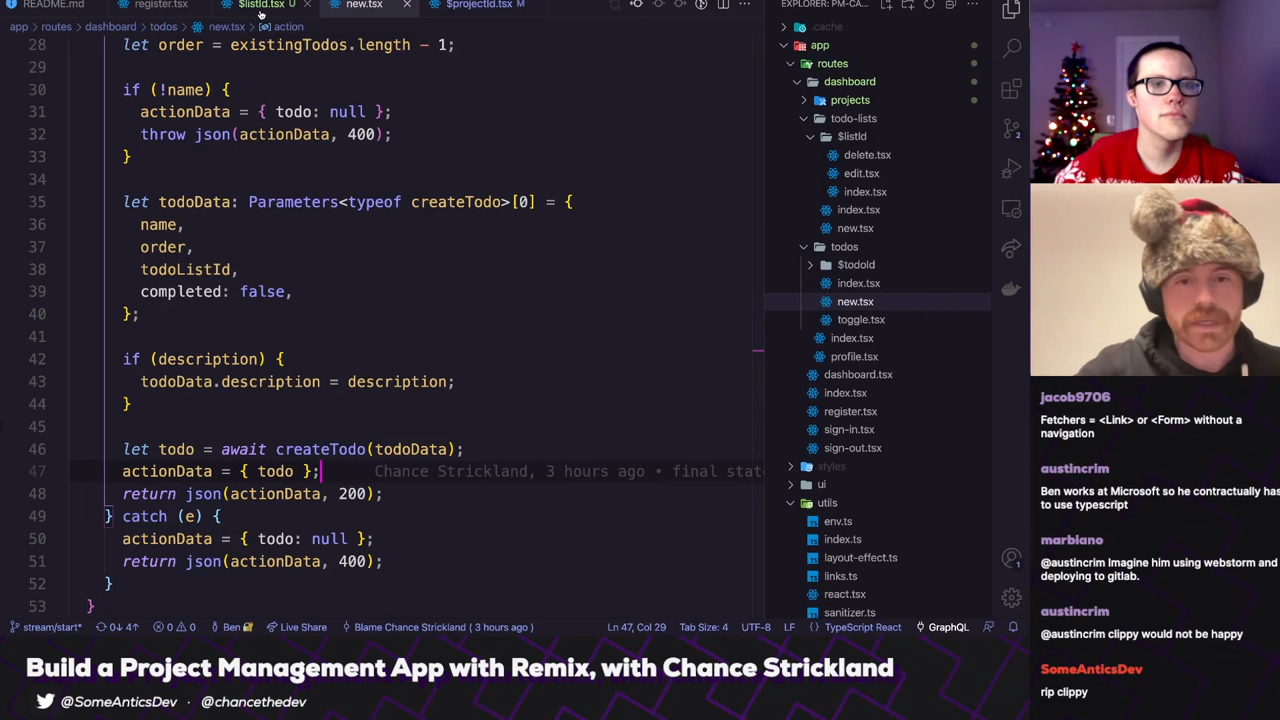 README.md
register.tsx
$listId.tsx U
new.tsx
$projectId.tsx M
EXPLORER: PM-CA...
app > routes > dashboard > todos > new.tsx > action
28 let order = existingTodos.length - 1;
29
30 if (!name) {
31 actionData = { todo: null };
32 throw json(actionData, 400);
33 }
34
35 let todoData: Parameters<typeof createTodo>[0] = {
36 name,
37 order,
38 todoListId,
39 completed: false,
40 };
41
42 if (description) {
43 todoData.description = description;
44 }
45
46 let todo = await createTodo(todoData);
47 actionData = { todo }; Chance Strickland, 3 hours ago • final stat
48 return json(actionData, 200);
49 } catch (e) {
50 actionData = { todo: null };
51 return json(actionData, 400);
52 }
53 }
.cache
app
routes
dashboard
projects
todo-lists
$listId
delete.tsx
edit.tsx
index.tsx
index.tsx
new.tsx
todos
$todoId
index.tsx
new.tsx
toggle.tsx
index.tsx
profile.tsx
dashboard.tsx
index.tsx
register.tsx
sign-in.tsx
sign-out.tsx
styles
ui
utils
env.ts
index.ts
layout-effect.ts
links.ts
react.tsx
sanitizer.ts
stream/start* 0↓ 4↑ 0 0 Ben Live Share Blame Chance Strickland ( 3 hours ago ) Ln 47, Col 29 Tab Size: 4 UTF-8 LF TypeScript React GraphQL
jacob9706
Fetchers = <Link> or <Form> without a
navigation
austincrim
Ben works at Microsoft so he contractually has
to use typescript
marbiano
@austincrim Imagine him using webstorm and
deploying to gitlab.
austincrim
@austincrim clippy would not be happy
SomeAnticsDev
rip clippy
Build a Project Management App with Remix, with Chance Strickland
@SomeAnticsDev · @chancethedev